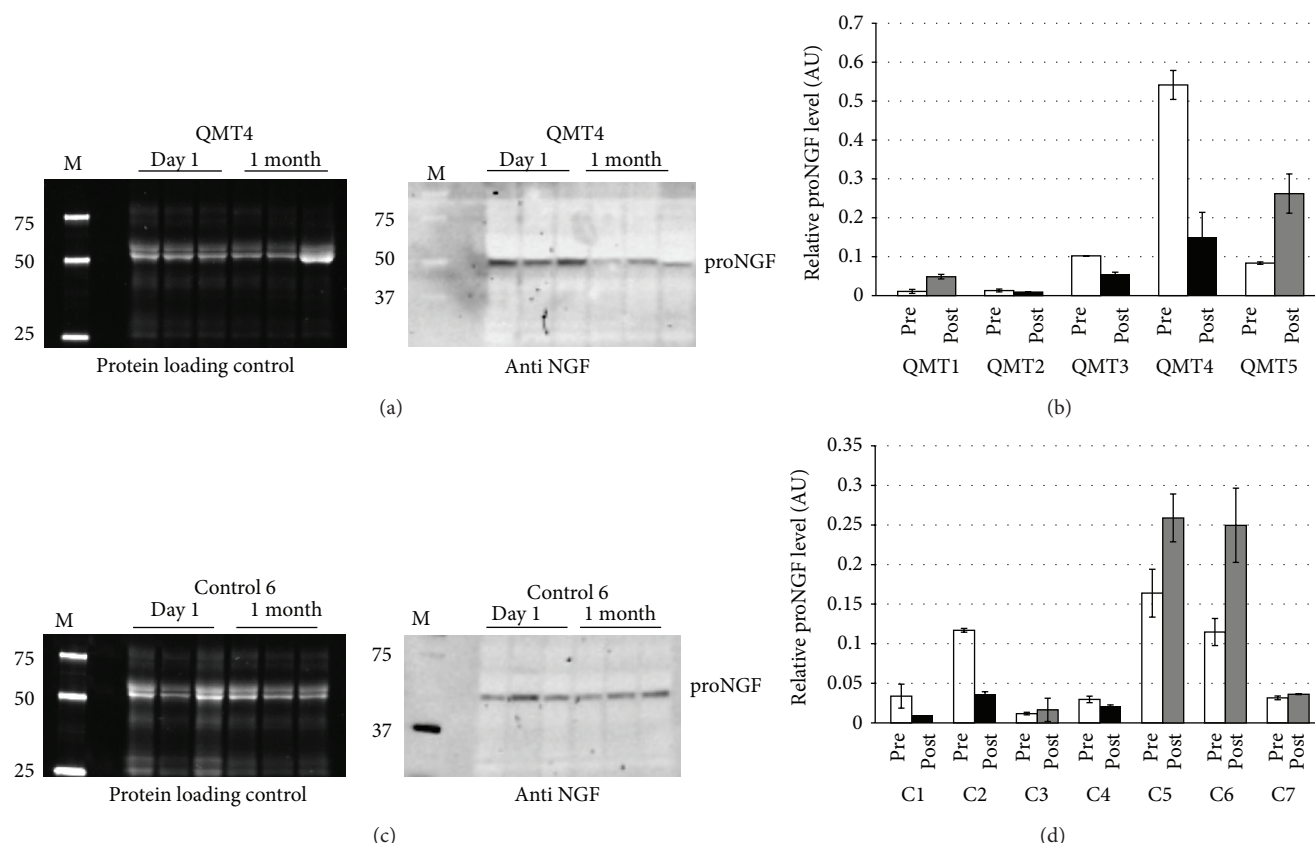 QMT4
M
Day 1
1 month
75
50
25
Protein loading control
QMT4
M
Day 1
1 month
75
50
37
proNGF
Anti NGF
(a)
Relative proNGF level (AU)
0.7
0.6
0.5
0.4
0.3
0.2
0.1
0
Pre Post Pre Post Pre Post Pre Post Pre Post
QMT1 QMT2 QMT3 QMT4 QMT5
(b)
Control 6
M
Day 1
1 month
75
50
25
Protein loading control
Control 6
M
Day 1
1 month
75
37
proNGF
Anti NGF
(c)
Relative proNGF level (AU)
0.35
0.3
0.25
0.2
0.15
0.1
0.05
0
Pre Post Pre Post Pre Post Pre Post Pre Post Pre Post Pre Post
C1 C2 C3 C4 C5 C6 C7
(d)